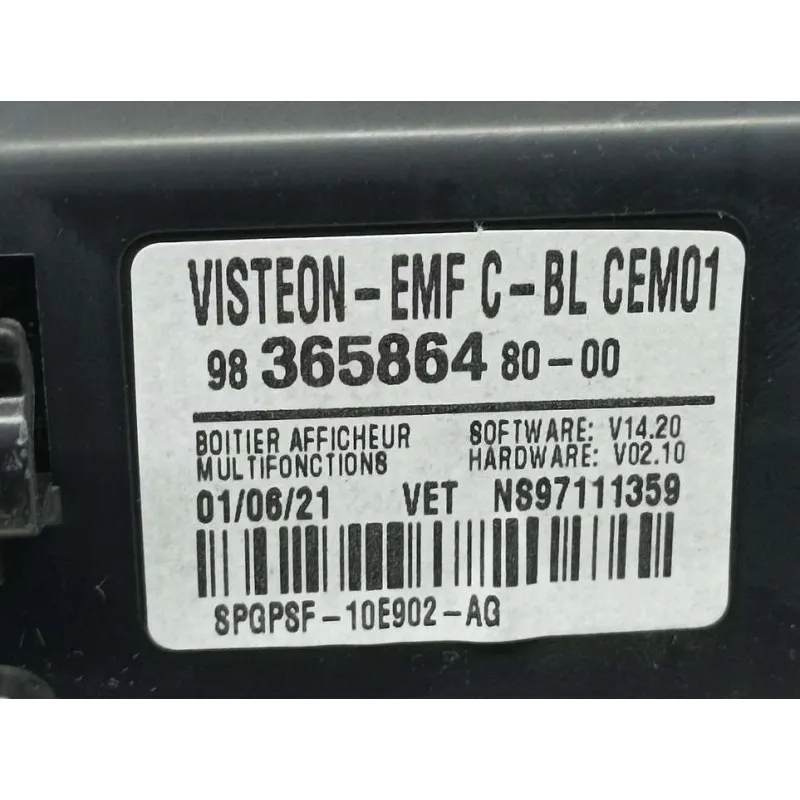 VISTEON-EMF C-BL CEM01
98 365864 80-00
BOITIER AFFICHEUR SOFTWARE: V14.20
MULTIFONCTIONS HARDWARE: V02.10
01/06/21 VET NS97111359
SPGPSF-10E902-AG